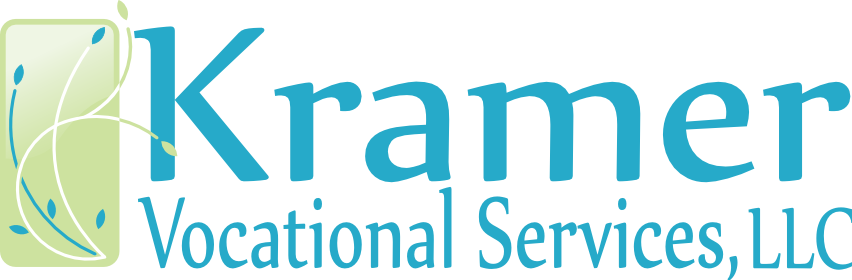 Kramer
Vocational Services, LLC